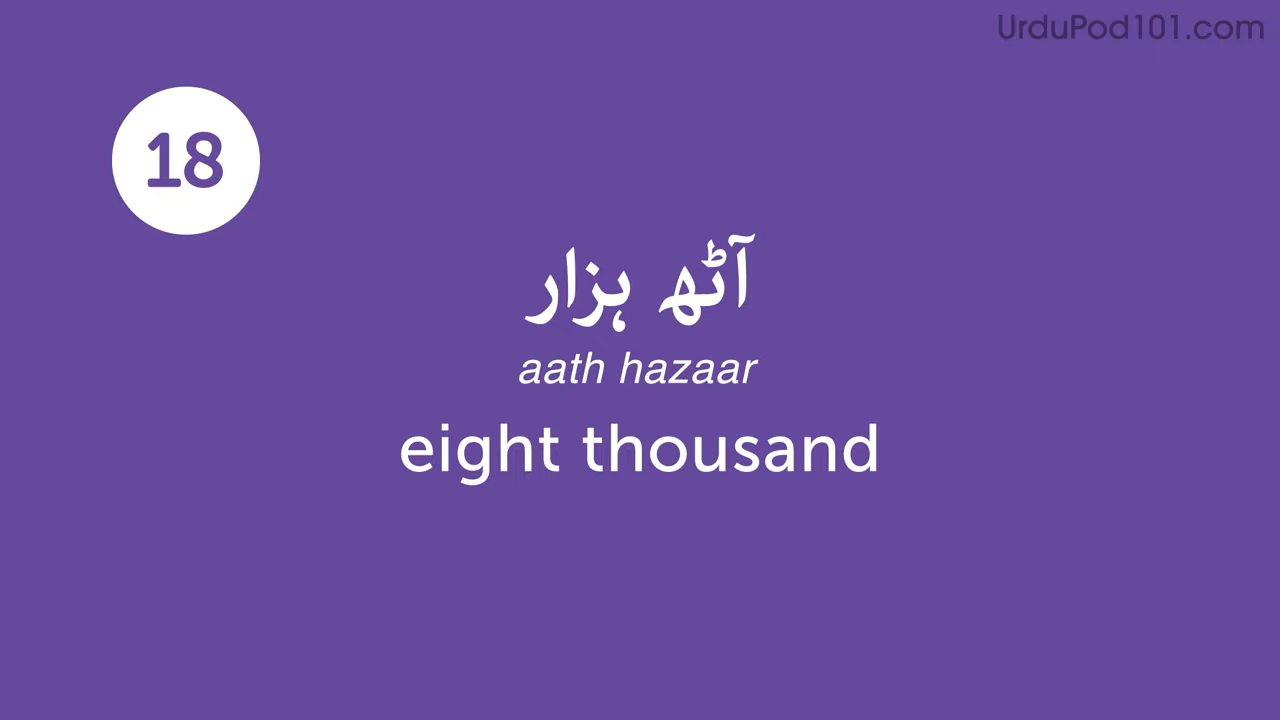 UrduPod101.com
18
آٹھ ہزار
aath hazaar
eight thousand